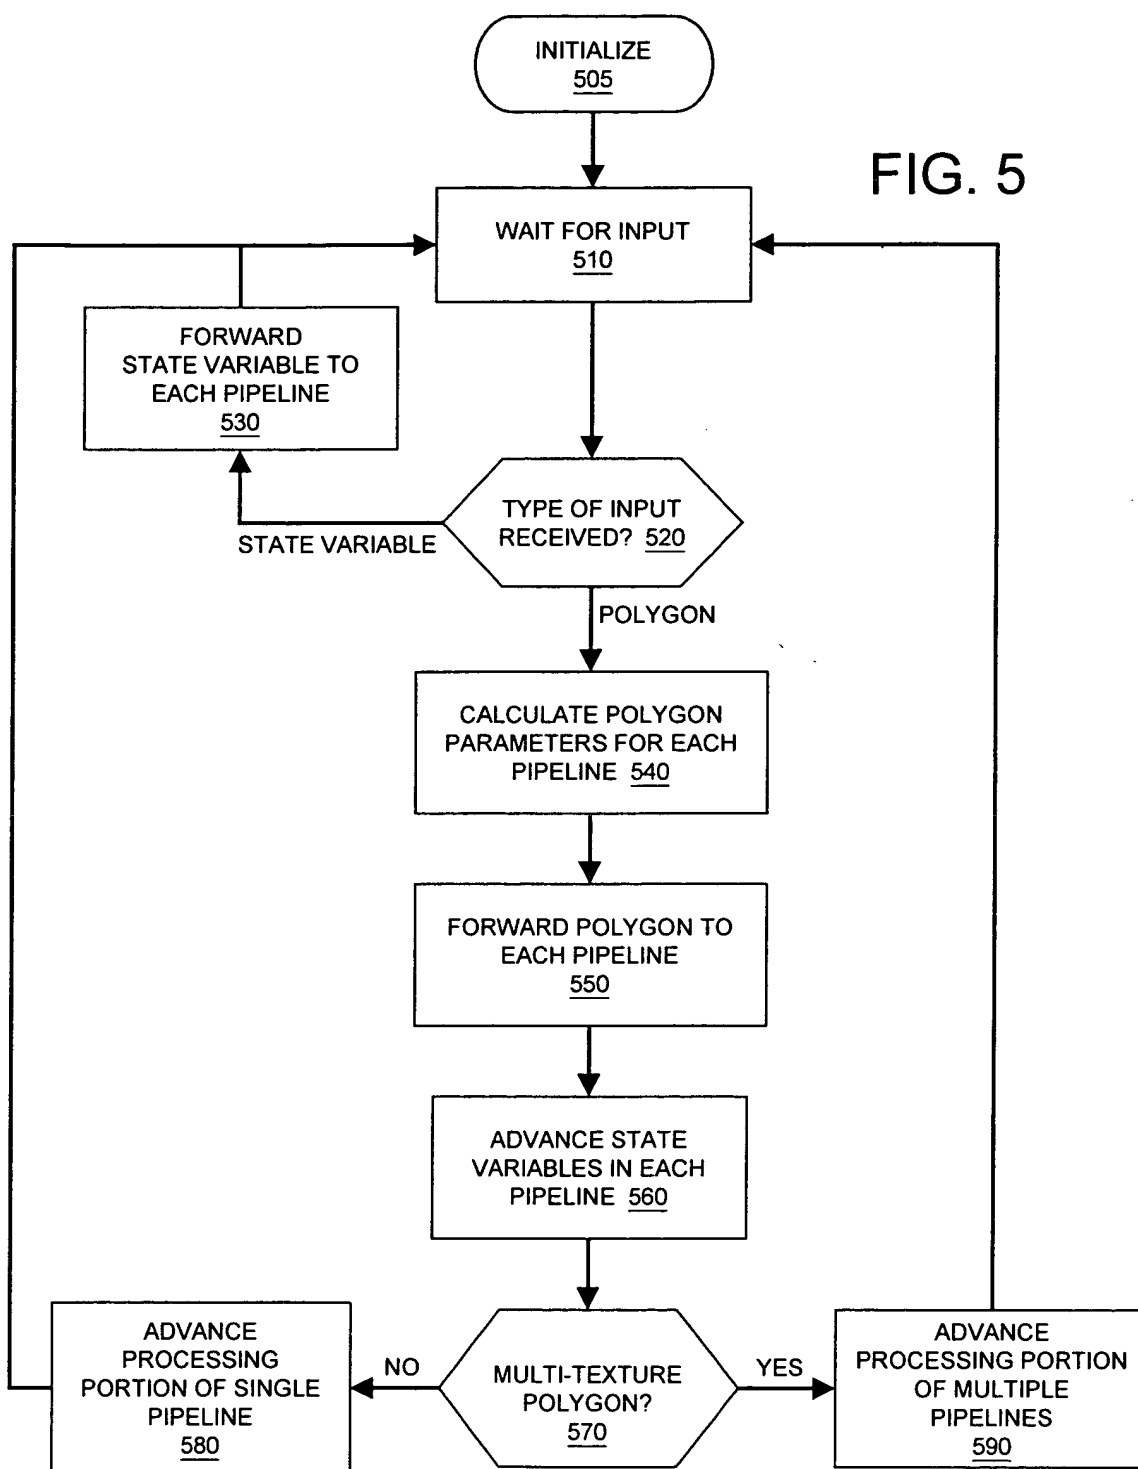 INITIALIZE
505
FIG. 5
WAIT FOR INPUT
510
FORWARD
STATE VARIABLE TO
EACH PIPELINE
530
TYPE OF INPUT
RECEIVED? 520
STATE VARIABLE
POLYGON
CALCULATE POLYGON
PARAMETERS FOR EACH
PIPELINE 540
FORWARD POLYGON TO
EACH PIPELINE
550
ADVANCE STATE
VARIABLES IN EACH
PIPELINE 560
ADVANCE
PROCESSING
PORTION OF SINGLE
PIPELINE
580
NO
MULTI-TEXTURE
POLYGON?
570
YES
ADVANCE
PROCESSING PORTION
OF MULTIPLE
PIPELINES
590